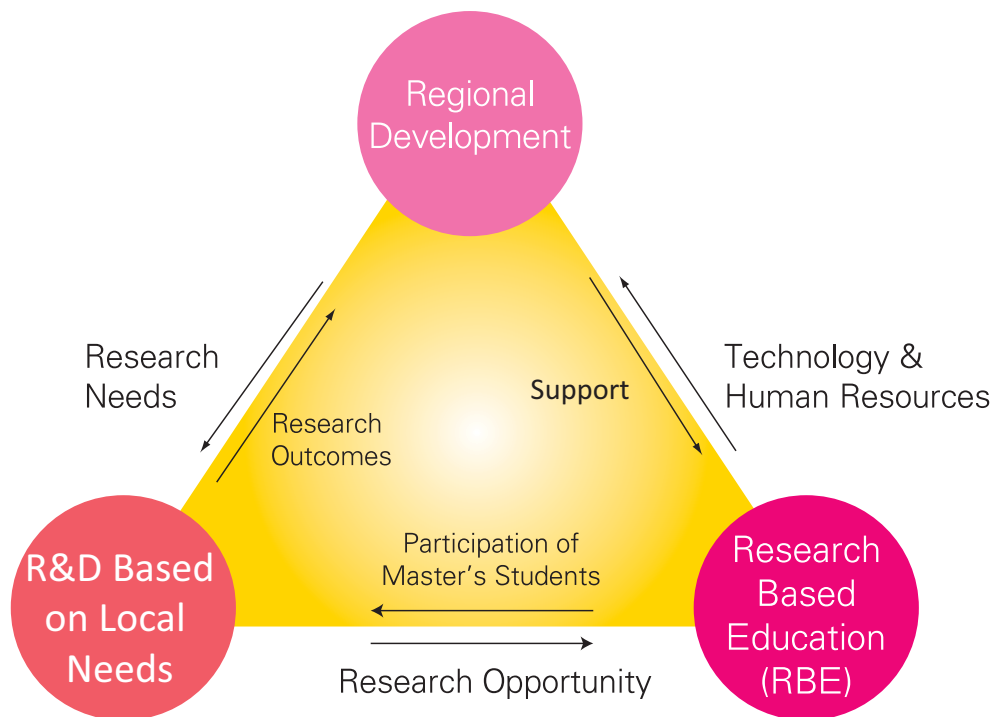 Regional
Development
Research
Needs
Research
Outcomes
Support
Technology &
Human Resources
R&D Based
on Local
Needs
Participation of
Master's Students
Research Opportunity
Research
Based
Education
(RBE)